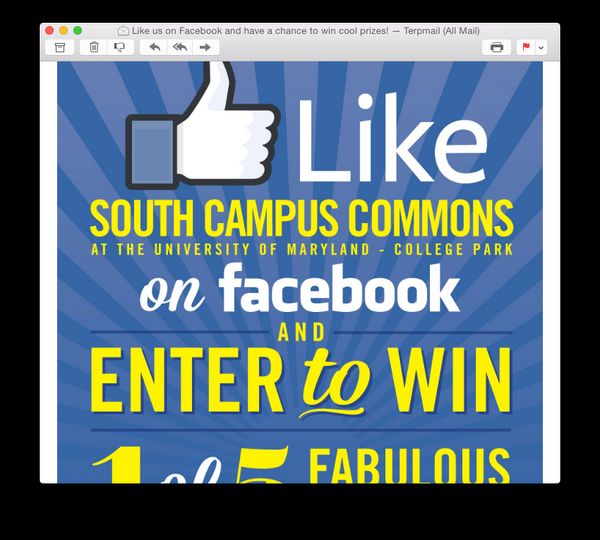 Like us on Facebook and have a chance to win cool prizes! — Terpmail (All Mail)
Like
SOUTH CAMPUS COMMONS
AT THE UNIVERSITY OF MARYLAND - COLLEGE PARK
on facebook
AND
ENTER to WIN
1 of 5 FABULOUS